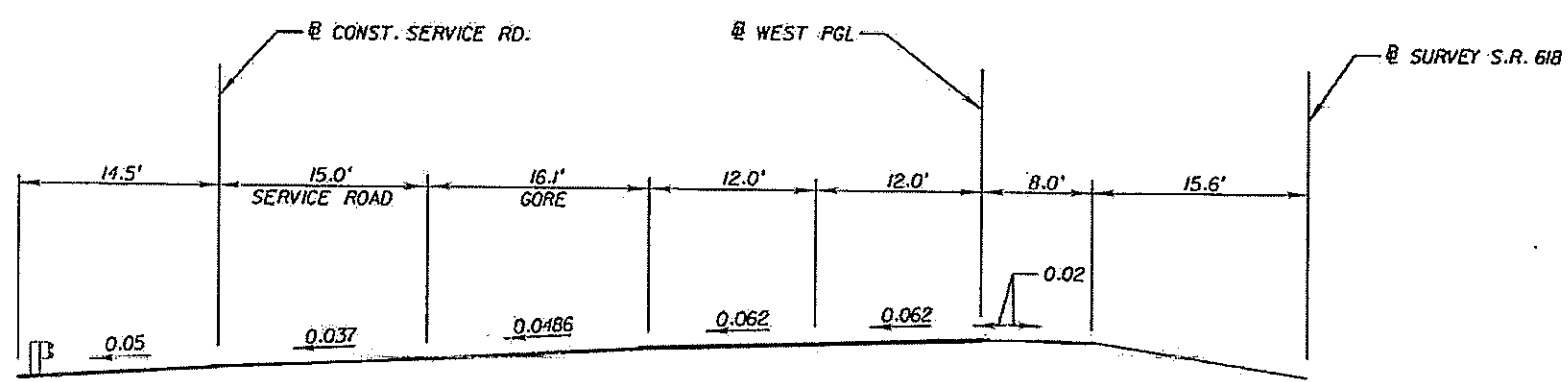 ℄ CONST. SERVICE RD.
℄ WEST PGL
℄ SURVEY S.R. 618
14.5'
15.0'
16.1'
12.0'
12.0'
8.0'
15.6'
SERVICE ROAD
GORE
0.02
0.05
0.037
0.0486
0.062
0.062